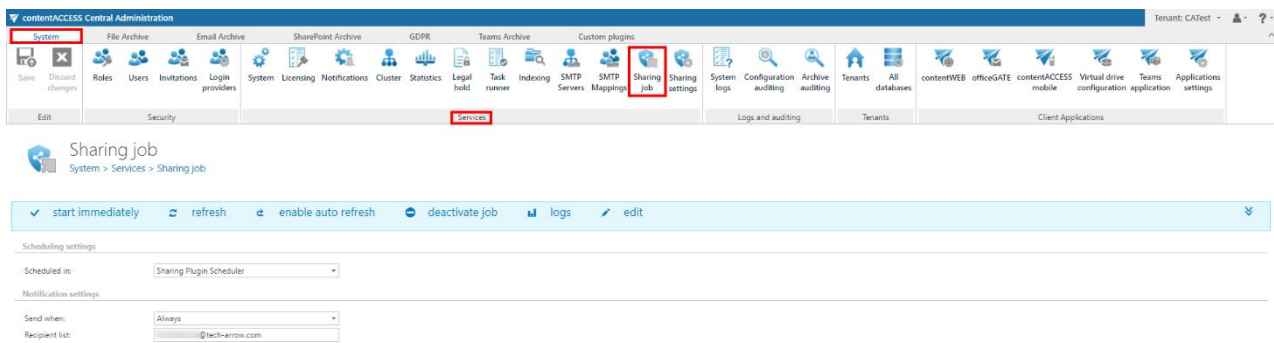 contentACCESS Central Administration
Tenant: CATest
System File Archive Email Archive SharePoint Archive GDPR Teams Archive Custom plugins
Save Discard changes Roles Users Invitations Login providers System Licensing Notifications Cluster Statistics Legal hold Task runner Indexing SMTP Servers SMTP Mappings Sharing job Sharing settings System logs Configuration auditing Archive auditing Tenants All databases contentWEB officeGATE contentACCESS mobile Virtual drive configuration Teams application Applications settings
Edit Security Services Logs and auditing Tenants Client Applications
Sharing job
System > Services > Sharing job
start immediately refresh enable auto refresh deactivate job logs edit
Scheduling settings
Scheduled in: Sharing Plugin Scheduler
Notification settings
Send when: Always
Recipient list: @tech-arrow.com